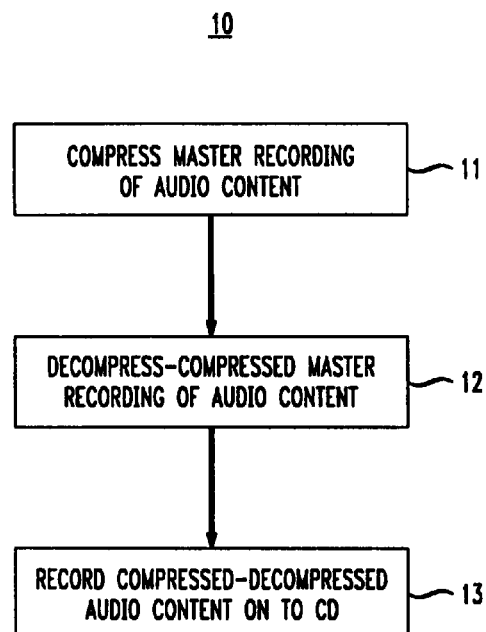 10
COMPRESS MASTER RECORDING
OF AUDIO CONTENT
11
DECOMPRESS-COMPRESSED MASTER
RECORDING OF AUDIO CONTENT
12
RECORD COMPRESSED-DECOMPRESSED
AUDIO CONTENT ON TO CD
13